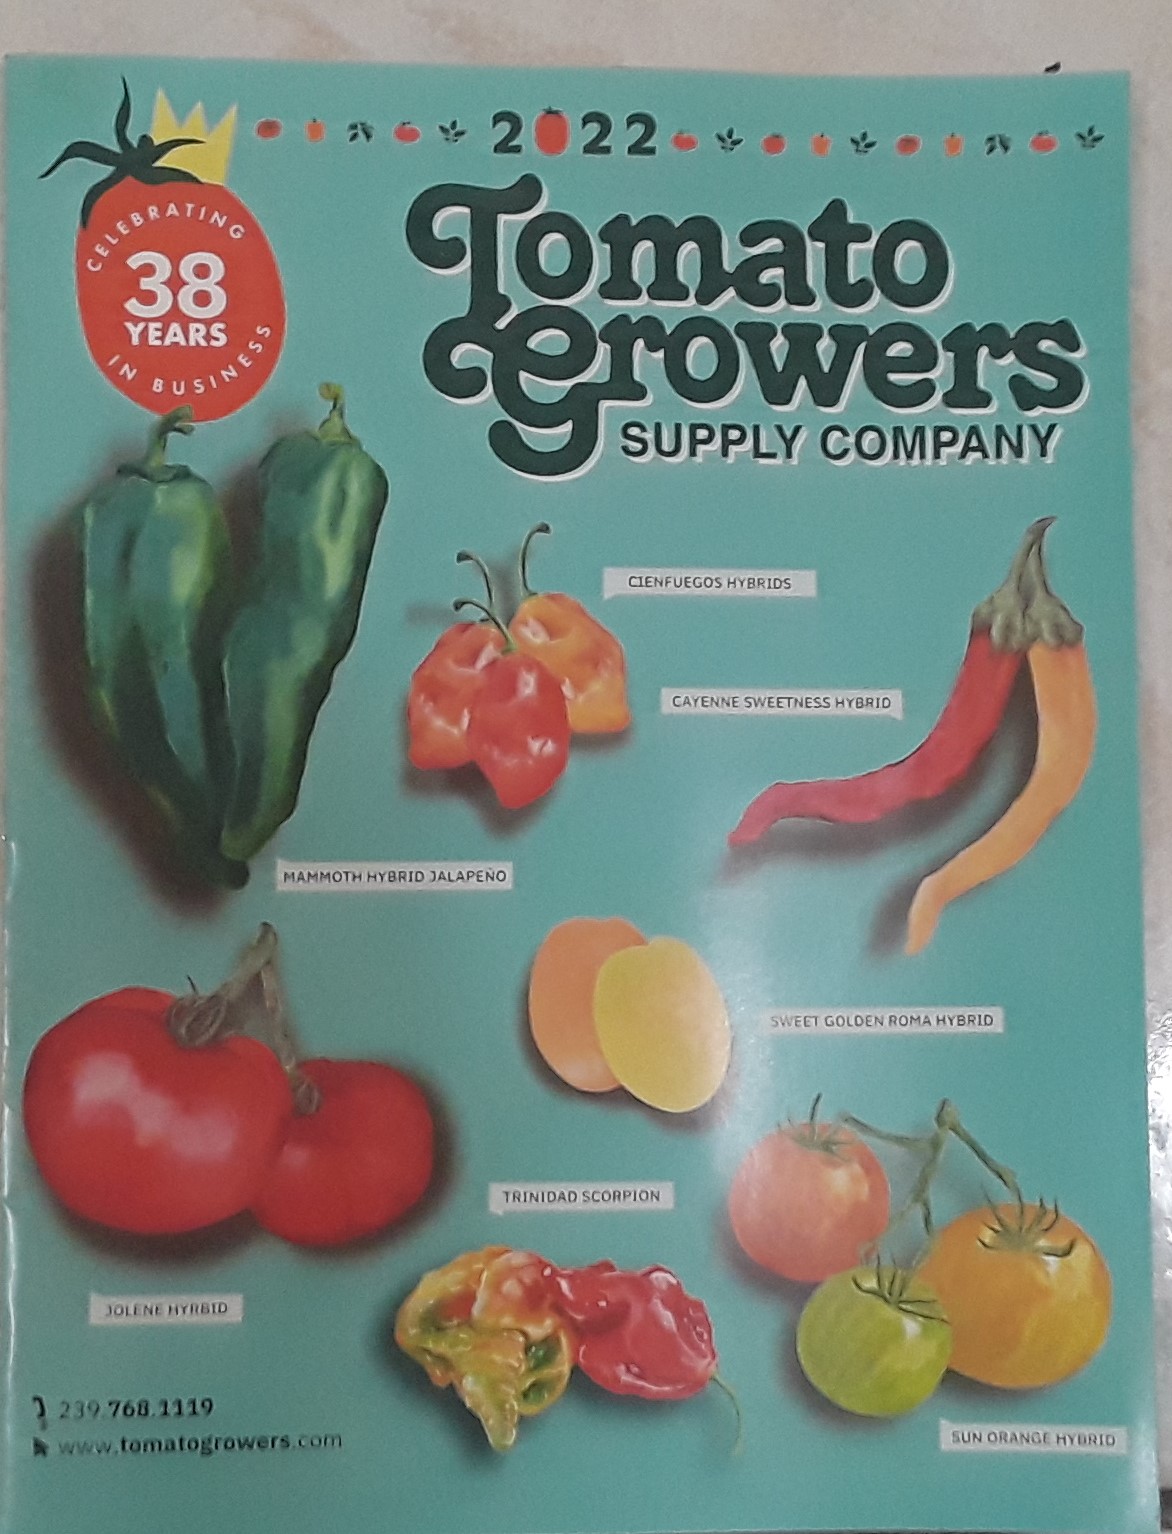 2022
CELEBRATING
38
YEARS
IN BUSINESS
Tomato
Growers
SUPPLY COMPANY
CIENFUEGOS HYBRIDS
CAYENNE SWEETNESS HYBRID
MAMMOTH HYBRID JALAPEÑO
SWEET GOLDEN ROMA HYBRID
TRINIDAD SCORPION
JOLENE HYRBID
239.768.1119
www.tomatogrowers.com
SUN ORANGE HYBRID